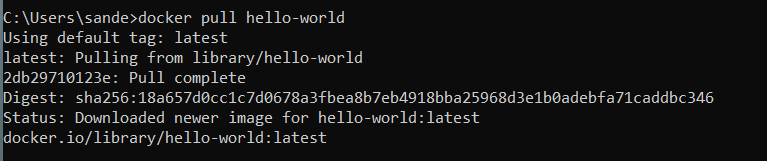 C:\Users\sande>docker pull hello-world
Using default tag: latest
latest: Pulling from library/hello-world
2db29710123e: Pull complete
Digest: sha256:18a657d0cc1c7d0678a3fbea8b7eb4918bba25968d3e1b0adebfa71caddbc346
Status: Downloaded newer image for hello-world:latest
docker.io/library/hello-world:latest